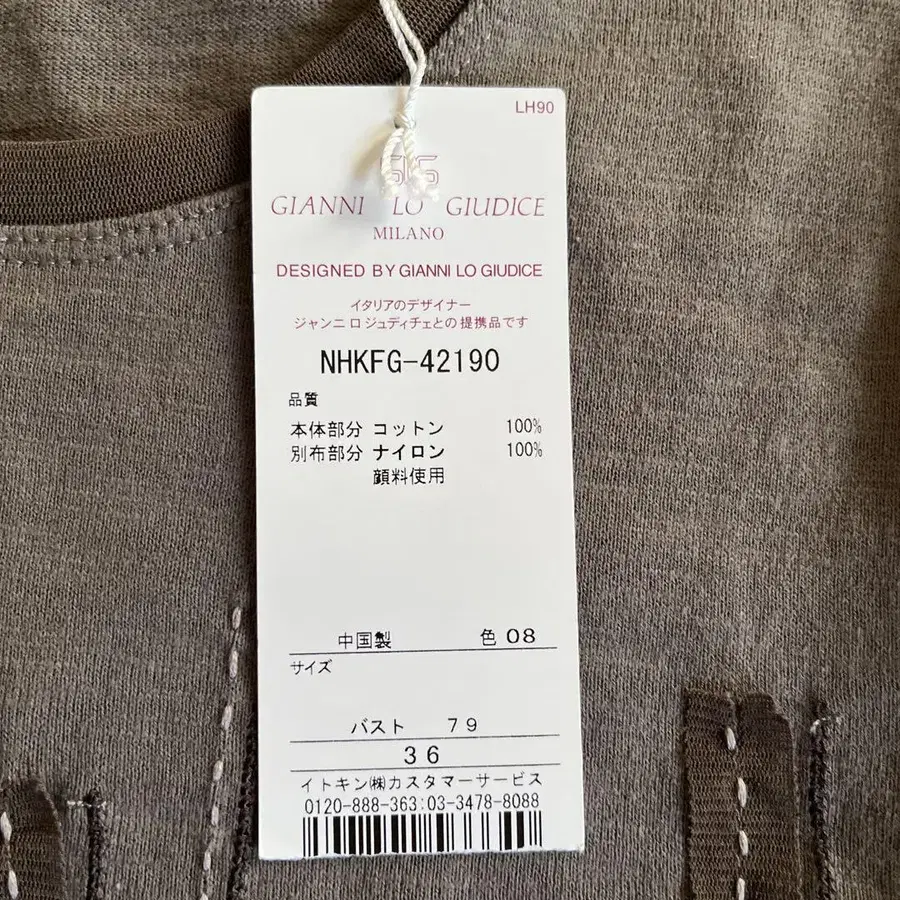 LH90
GIANNI LO GIUDICE
MILANO
DESIGNED BY GIANNI LO GIUDICE
イタリアのデザイナー
ジャンニ ロ ジュディチェとの提携品です
NHKFG-42190
品質
本体部分 コットン 100%
別布部分 ナイロン 100%
顔料使用
中国製 色 08
サイズ
バスト 79
36
イトキン㈱カスタマーサービス
0120-888-363:03-3478-8088